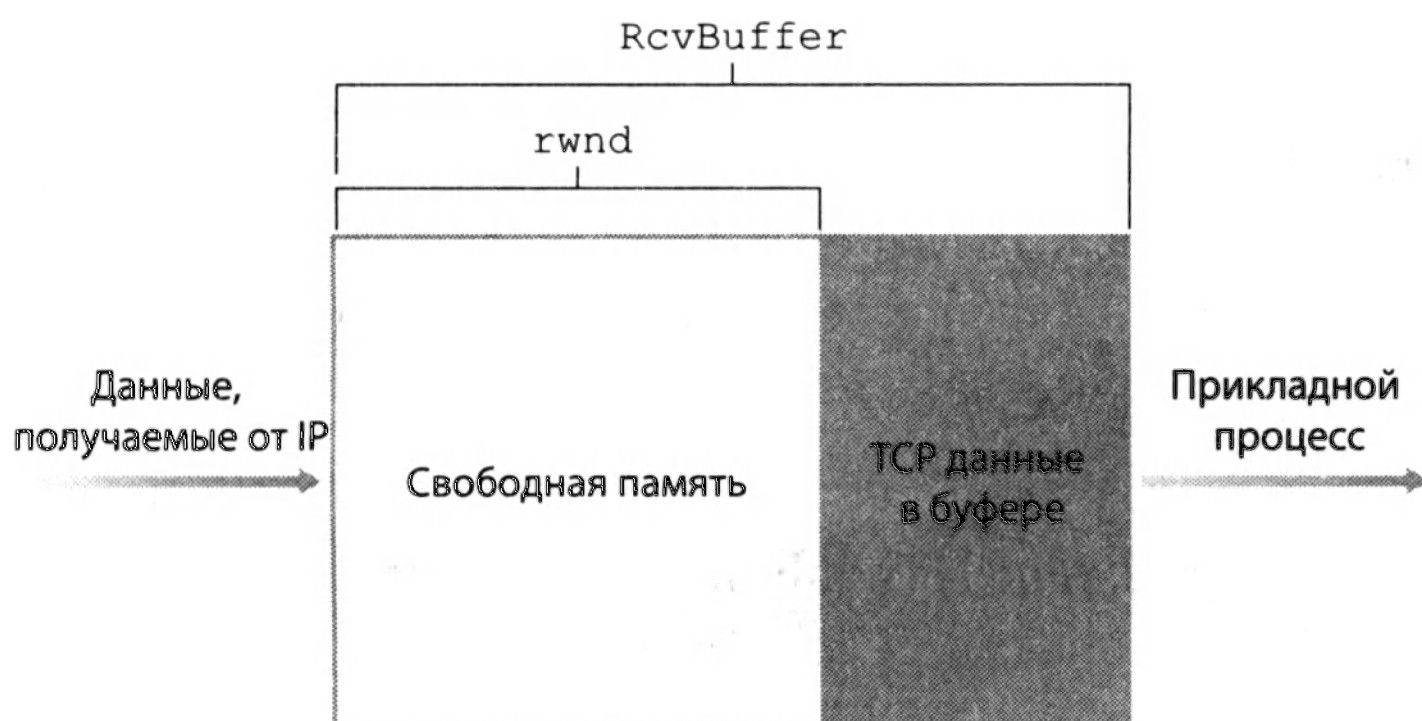 RcvBuffer
rwnd
Данные,
получаемые от IP
Свободная память
TCP данные
в буфере
Прикладной
процесс